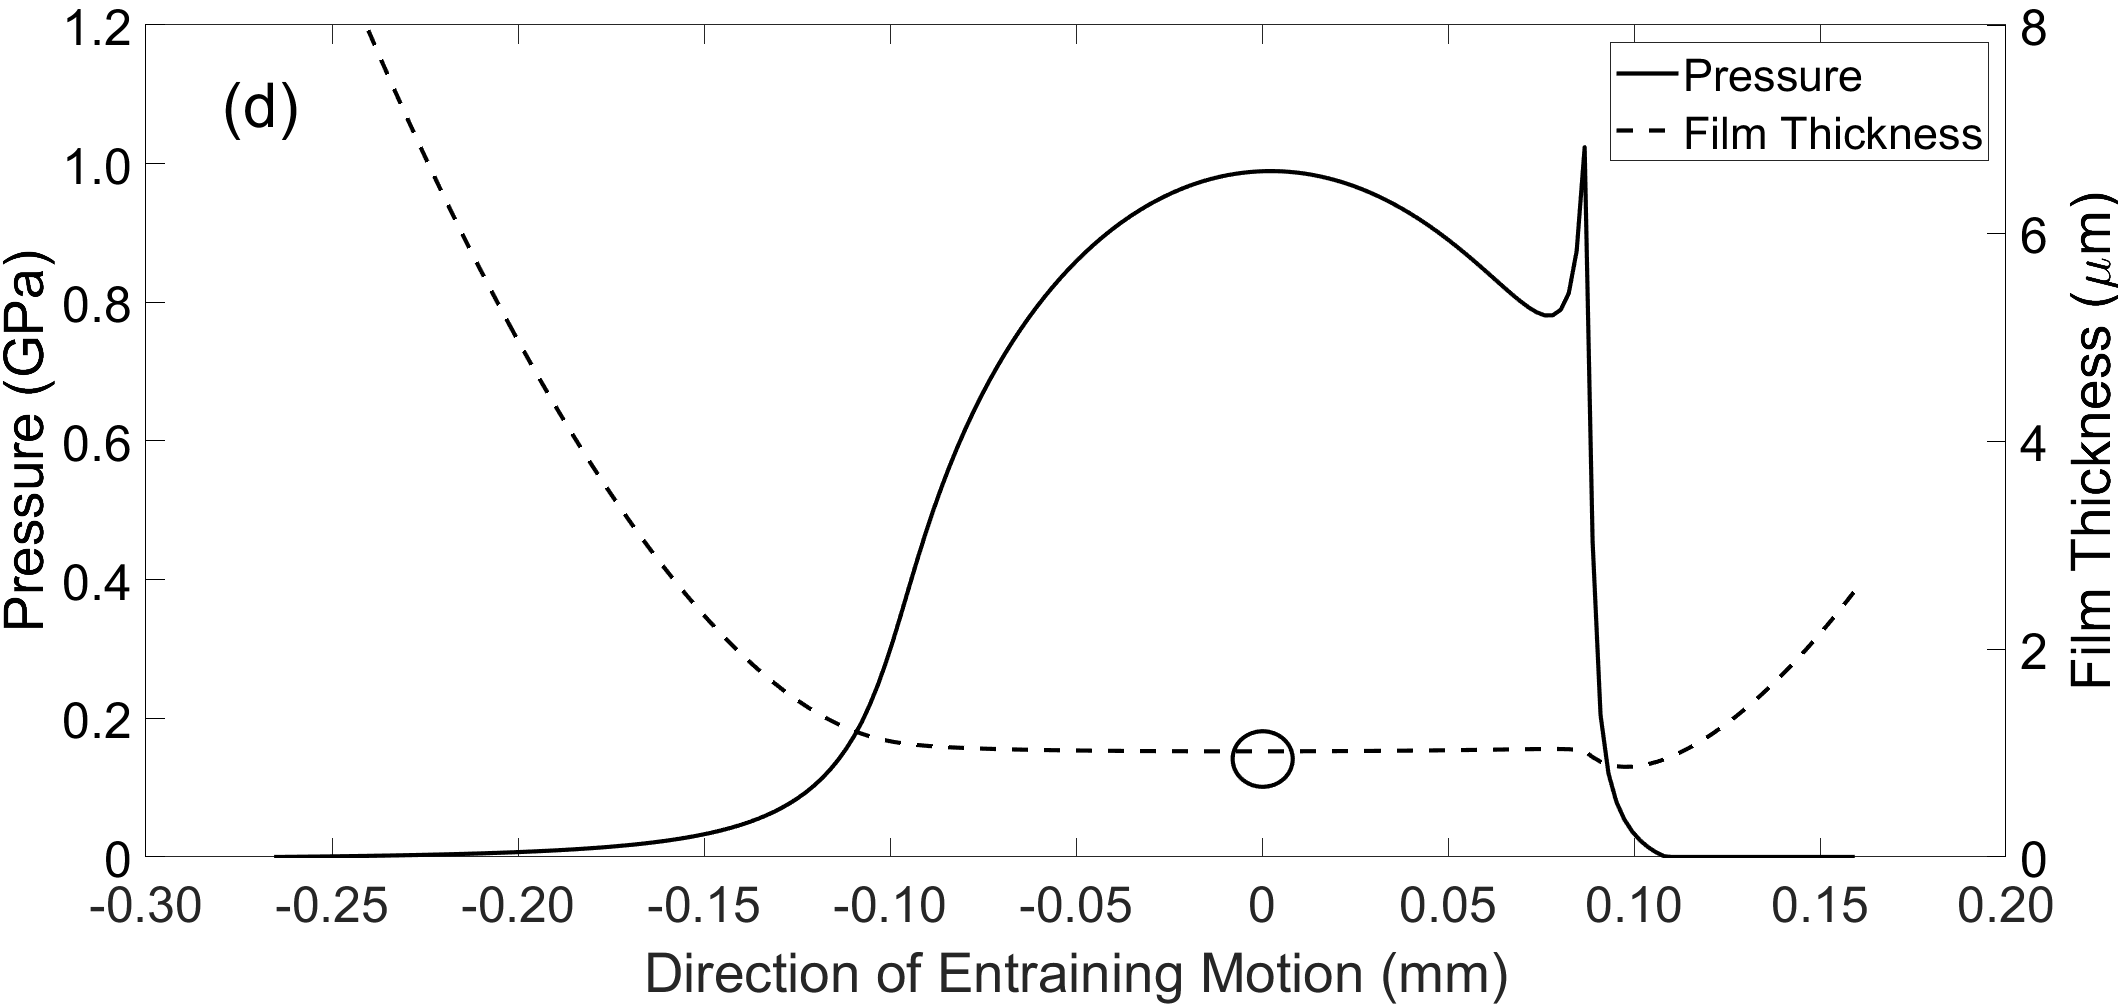 (d)
Pressure
Film Thickness
1.2
1.0
0.8
0.6
0.4
0.2
0
Pressure (GPa)
8
6
4
2
0
Film Thickness (μm)
-0.30 -0.25 -0.20 -0.15 -0.10 -0.05 0 0.05 0.10 0.15 0.20
Direction of Entraining Motion (mm)